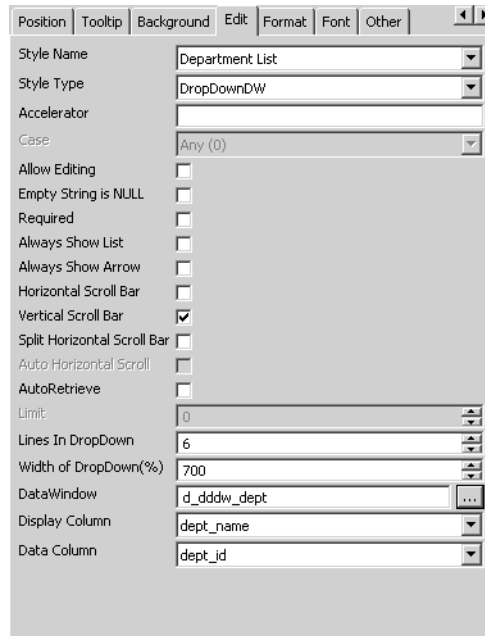 Position Tooltip Background Edit Format Font Other
Style Name Department List
Style Type DropDownDW
Accelerator
Case Any (0)
Allow Editing
Empty String is NULL
Required
Always Show List
Always Show Arrow
Horizontal Scroll Bar
Vertical Scroll Bar
Split Horizontal Scroll Bar
Auto Horizontal Scroll
AutoRetrieve
Limit 0
Lines In DropDown 6
Width of DropDown(%) 700
DataWindow d_dddw_dept ...
Display Column dept_name
Data Column dept_id